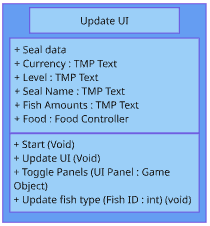 Update UI
+ Seal data
+ Currency : TMP Text
+ Level : TMP Text
+ Seal Name : TMP Text
+ Fish Amounts : TMP Text
+ Food : Food Controller
+ Start (Void)
+ Update UI (Void)
+ Toggle Panels (UI Panel : Game
Object)
+ Update fish type (Fish ID : int) (void)